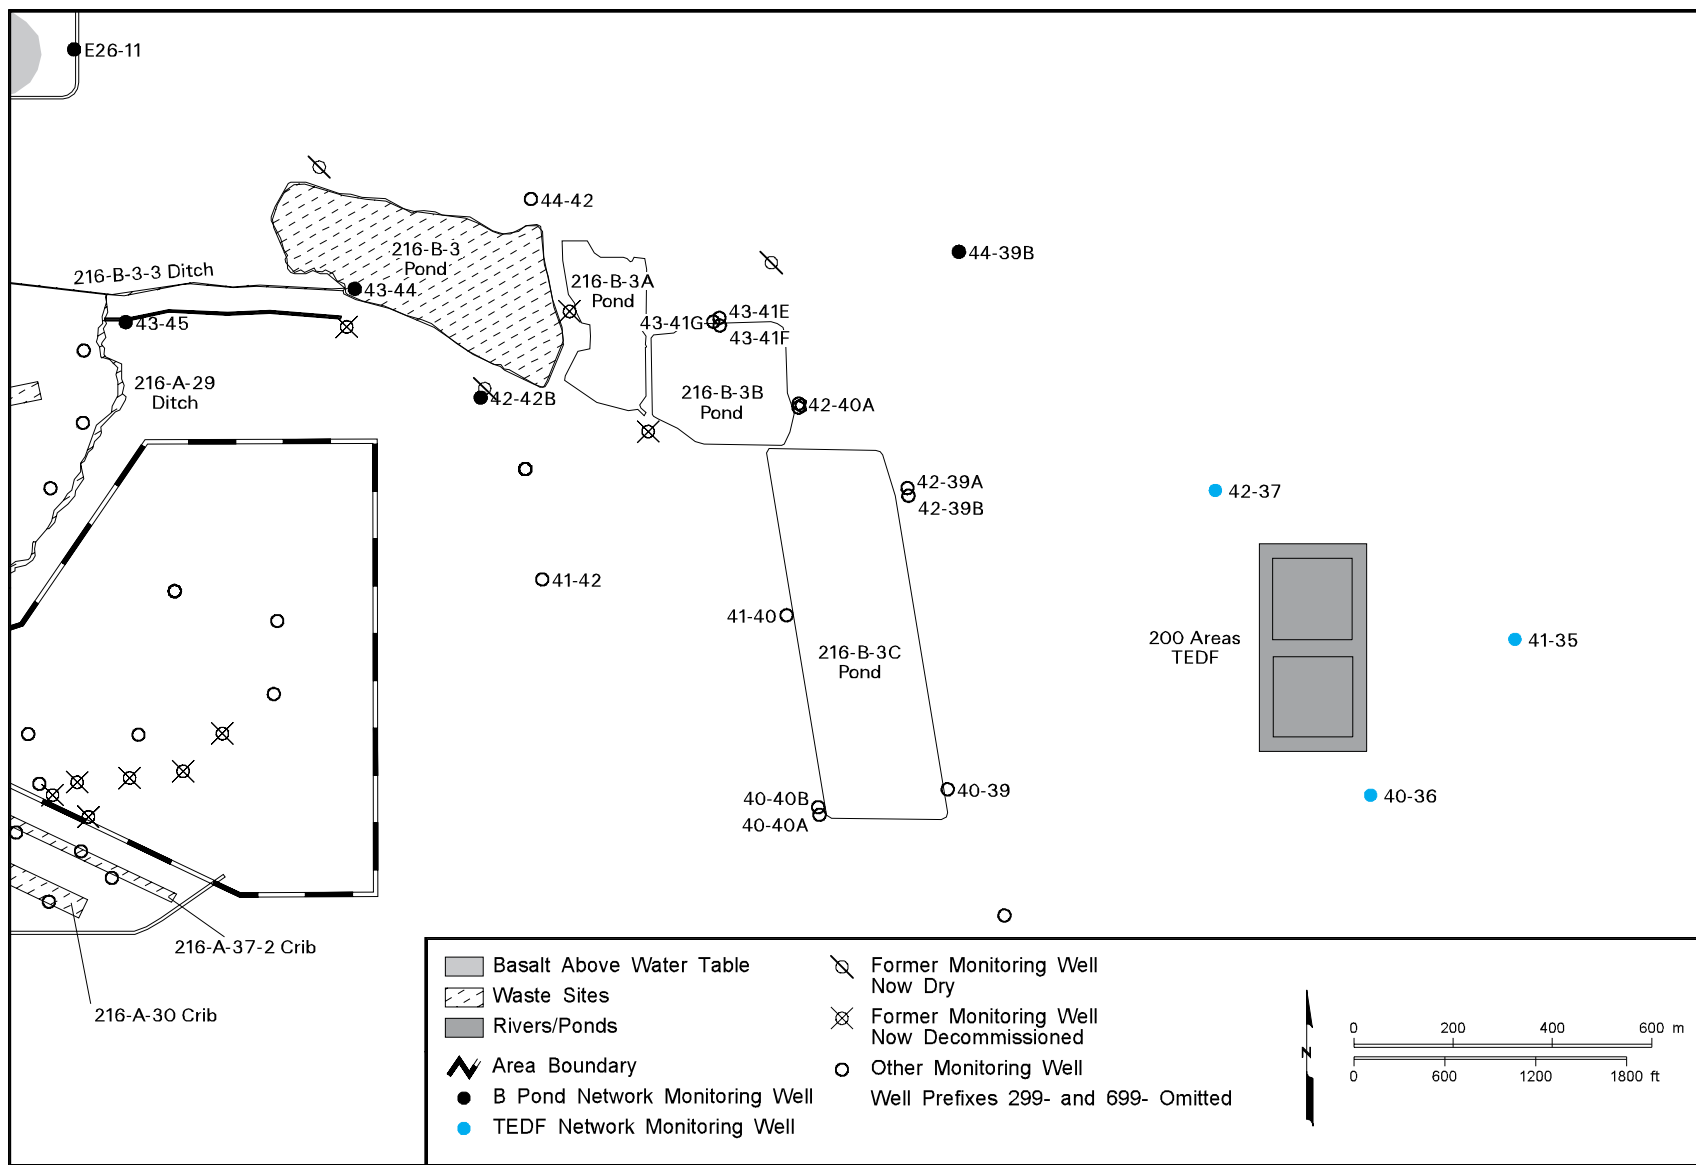 E26-11
44-42
216-B-3
Pond
44-39B
216-B-3-3 Ditch
43-44
216-B-3A
Pond
43-45
43-41G
43-41E
43-41F
216-A-29
Ditch
42-42B
216-B-3B
Pond
42-40A
42-39A
42-39B
42-37
41-42
41-40
200 Areas
TEDF
41-35
216-B-3C
Pond
40-40B
40-40A
40-39
40-36
216-A-37-2 Crib
216-A-30 Crib
Basalt Above Water Table
Waste Sites
Rivers/Ponds
Area Boundary
B Pond Network Monitoring Well
TEDF Network Monitoring Well
Former Monitoring Well
Now Dry
Former Monitoring Well
Now Decommissioned
Other Monitoring Well
Well Prefixes 299- and 699- Omitted
N
0 200 400 600 m
0 600 1200 1800 ft